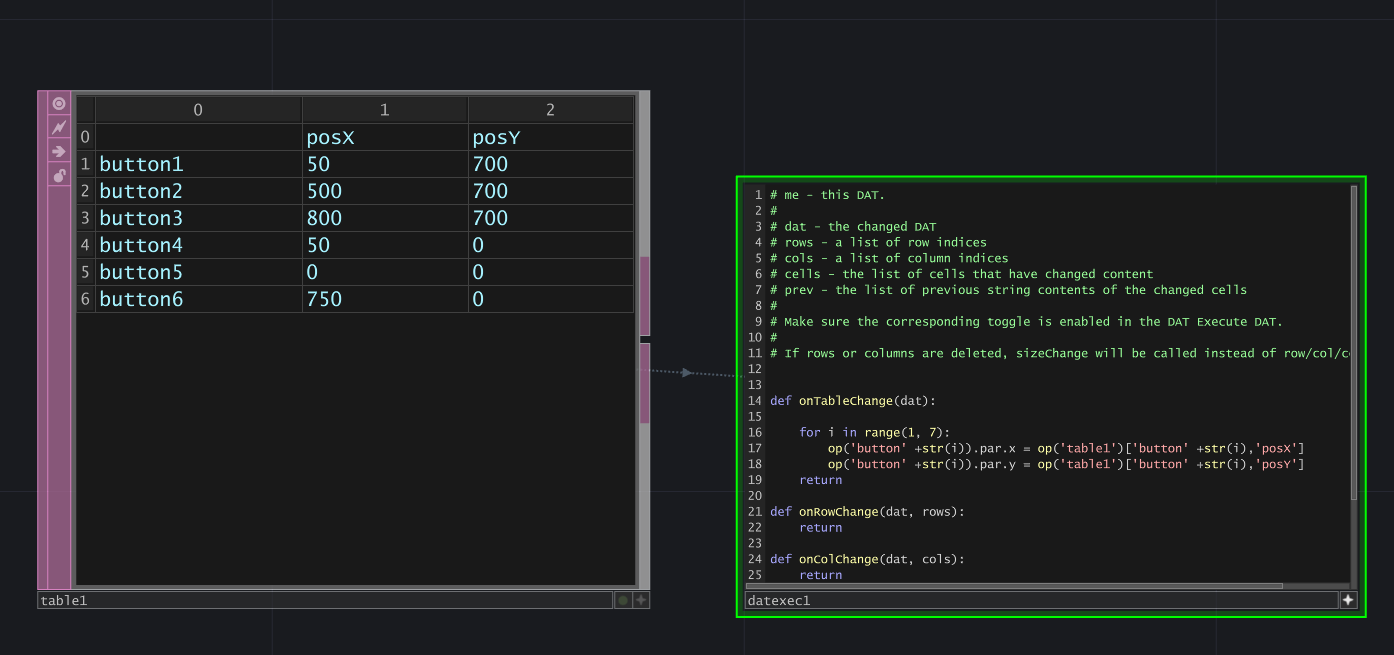 0 1 2
0 posX posY
1 button1 50 700
2 button2 500 700
3 button3 800 700
4 button4 50 0
5 button5 0 0
6 button6 750 0
table1
1 # me - this DAT.
2 #
3 # dat - the changed DAT
4 # rows - a list of row indices
5 # cols - a list of column indices
6 # cells - the list of cells that have changed content
7 # prev - the list of previous string contents of the changed cells
8 #
9 # Make sure the corresponding toggle is enabled in the DAT Execute DAT.
10 #
11 # If rows or columns are deleted, sizeChange will be called instead of row/col/c
12
13
14 def onTableChange(dat):
15
16     for i in range(1, 7):
17         op('button' +str(i)).par.x = op('table1')['button' +str(i),'posX']
18         op('button' +str(i)).par.y = op('table1')['button' +str(i),'posY']
19     return
20
21 def onRowChange(dat, rows):
22     return
23
24 def onColChange(dat, cols):
25     return
datexec1